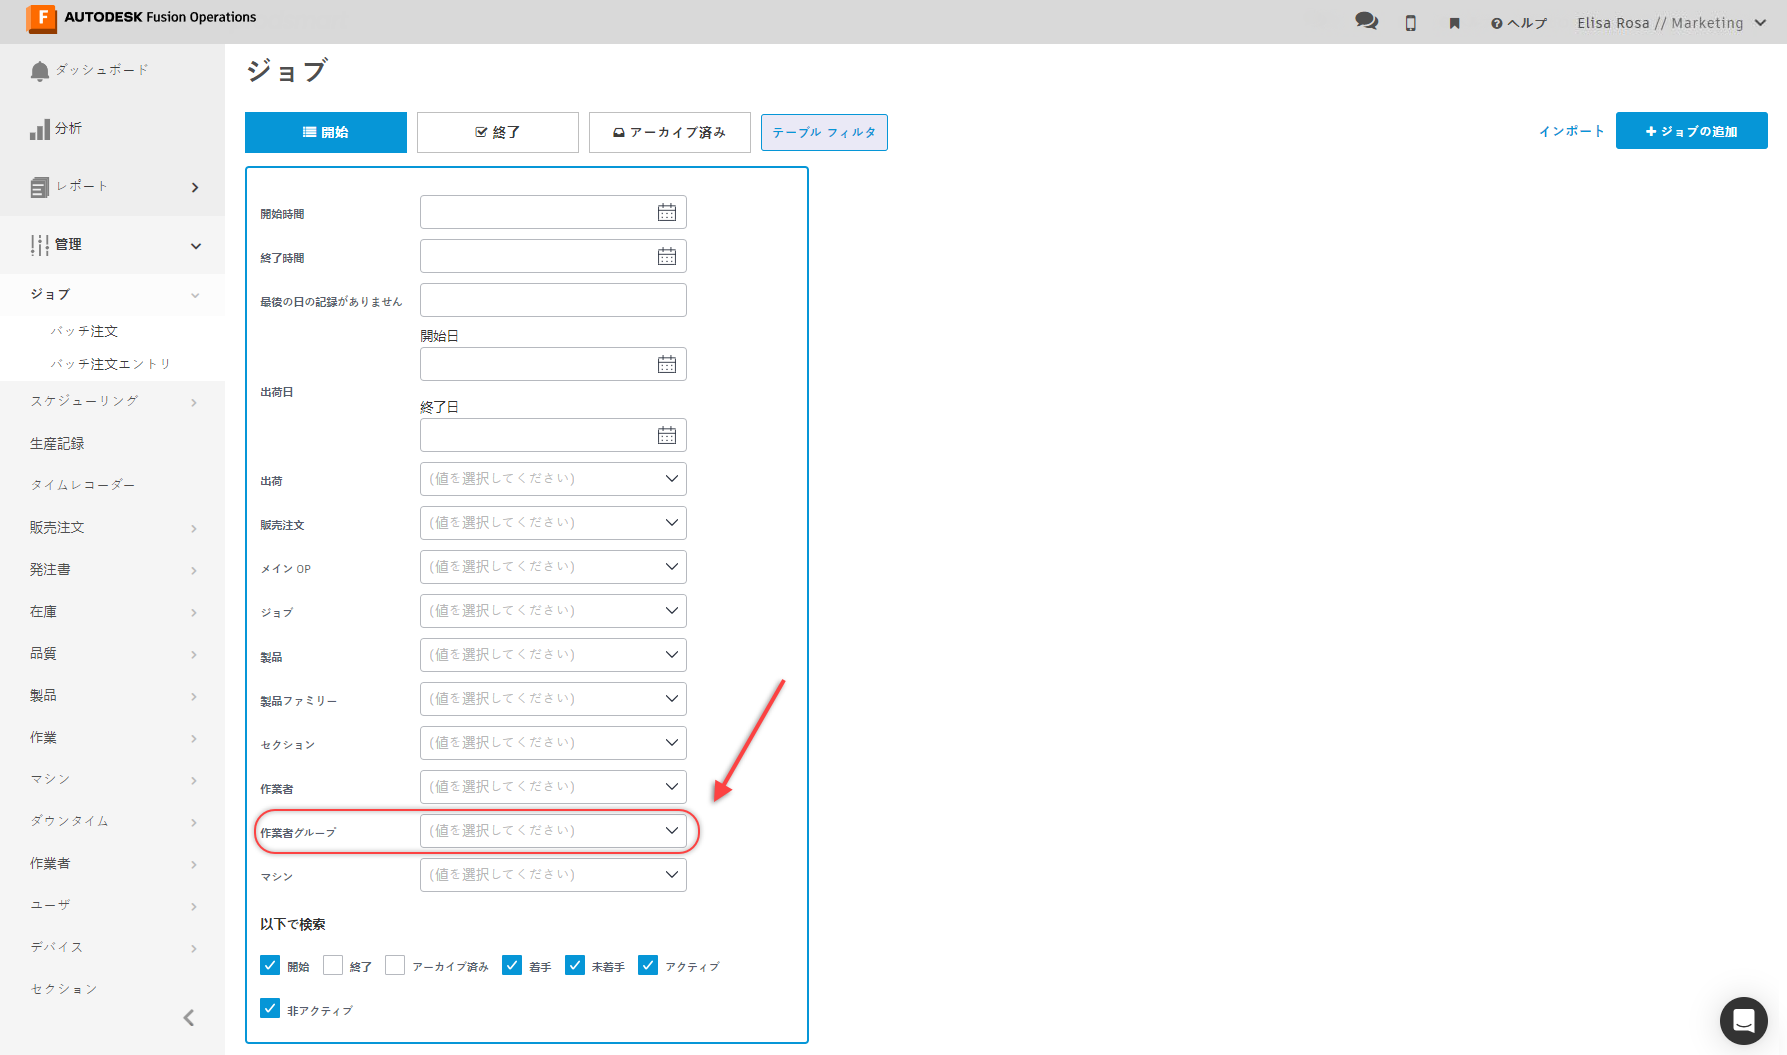 AUTODESK Fusion Operations
ヘルプ
Elisa Rosa // Marketing
ダッシュボード
分析
レポート
管理
ジョブ
バッチ注文
バッチ注文エントリ
スケジューリング
生産記録
タイムレコーダー
販売注文
発注書
在庫
品質
製品
作業
マシン
ダウンタイム
作業者
ユーザ
デバイス
セクション
ジョブ
開始
終了
アーカイブ済み
テーブル フィルタ
インポート
ジョブの追加
開始時間
終了時間
最後の日の記録がありません
開始日
出荷日
終了日
出荷 (値を選択してください)
販売注文 (値を選択してください)
メイン OP (値を選択してください)
ジョブ (値を選択してください)
製品 (値を選択してください)
製品ファミリー (値を選択してください)
セクション (値を選択してください)
作業者 (値を選択してください)
作業者グループ (値を選択してください)
マシン (値を選択してください)
以下で検索
開始 終了 アーカイブ済み 着手 未着手 アクティブ
非アクティブ